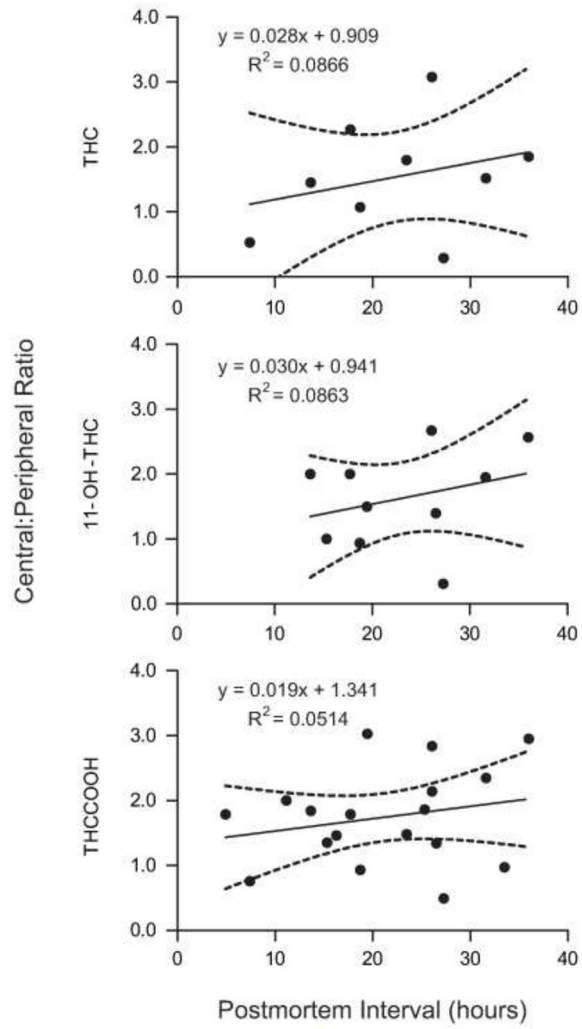 4.0
y = 0.028x + 0.909
R² = 0.0866
3.0
THC
2.0
1.0
0.0
0 10 20 30 40
Central:Peripheral Ratio
4.0
y = 0.030x + 0.941
R² = 0.0863
3.0
11-OH-THC
2.0
1.0
0.0
0 10 20 30 40
4.0
y = 0.019x + 1.341
R² = 0.0514
3.0
THCCOOH
2.0
1.0
0.0
0 10 20 30 40
Postmortem Interval (hours)